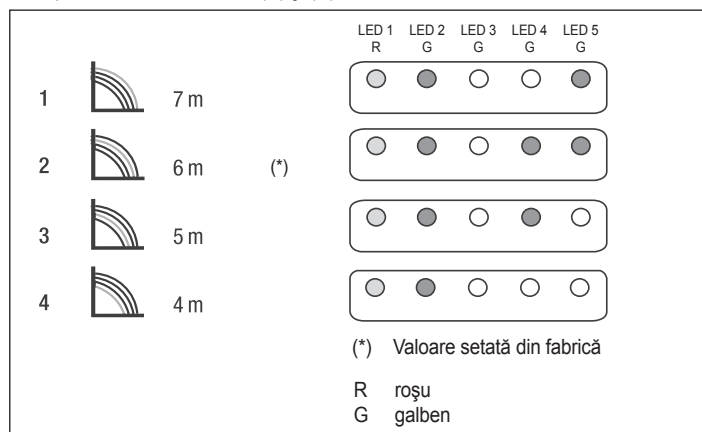 LED 1 LED 2 LED 3 LED 4 LED 5
R G G G G
1 7 m
2 6 m (*)
3 5 m
4 4 m
(*) Valoare setată din fabrică
R roşu
G galben